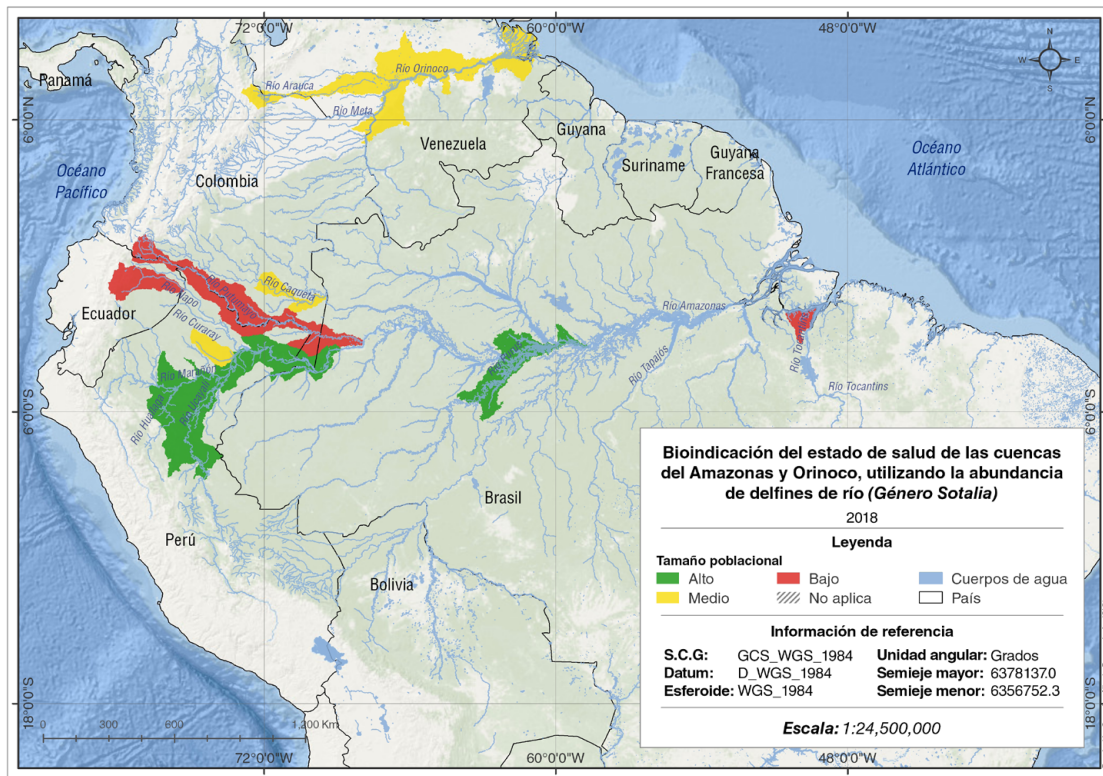 72°0'0"W
60°0'0"W
48°0'0"W
Panamá
Río Orinoco
Río Arauca
Río Meta
6°0'0"N
6°0'0"N
Venezuela
Guyana
Suriname
Guyana
Francesa
Océano
Pacífico
Océano
Atlántico
Colombia
N
W
E
S
Río Caquetá
Río Putumayo
Río Napo
Ecuador
Río Curaray
Río Amazonas
Río Marañón
Río Tapajós
Río Tocantins
Río
6°0'0"S
6°0'0"S
Brasil
Perú
Bolivia
Bioindicación del estado de salud de las cuencas
del Amazonas y Orinoco, utilizando la abundancia
de delfines de río (Género Sotalia)
2018
Leyenda
Tamaño poblacional
Alto
Bajo
Cuerpos de agua
Medio
No aplica
País
Información de referencia
S.C.G: GCS_WGS_1984 Unidad angular: Grados
Datum: D_WGS_1984 Semieje mayor: 6378137.0
Esferoide: WGS_1984 Semieje menor: 6356752.3
Escala: 1:24,500,000
18°0'0"S
18°0'0"S
0 300 600 1,200 Km
72°0'0"W
60°0'0"W
48°0'0"W